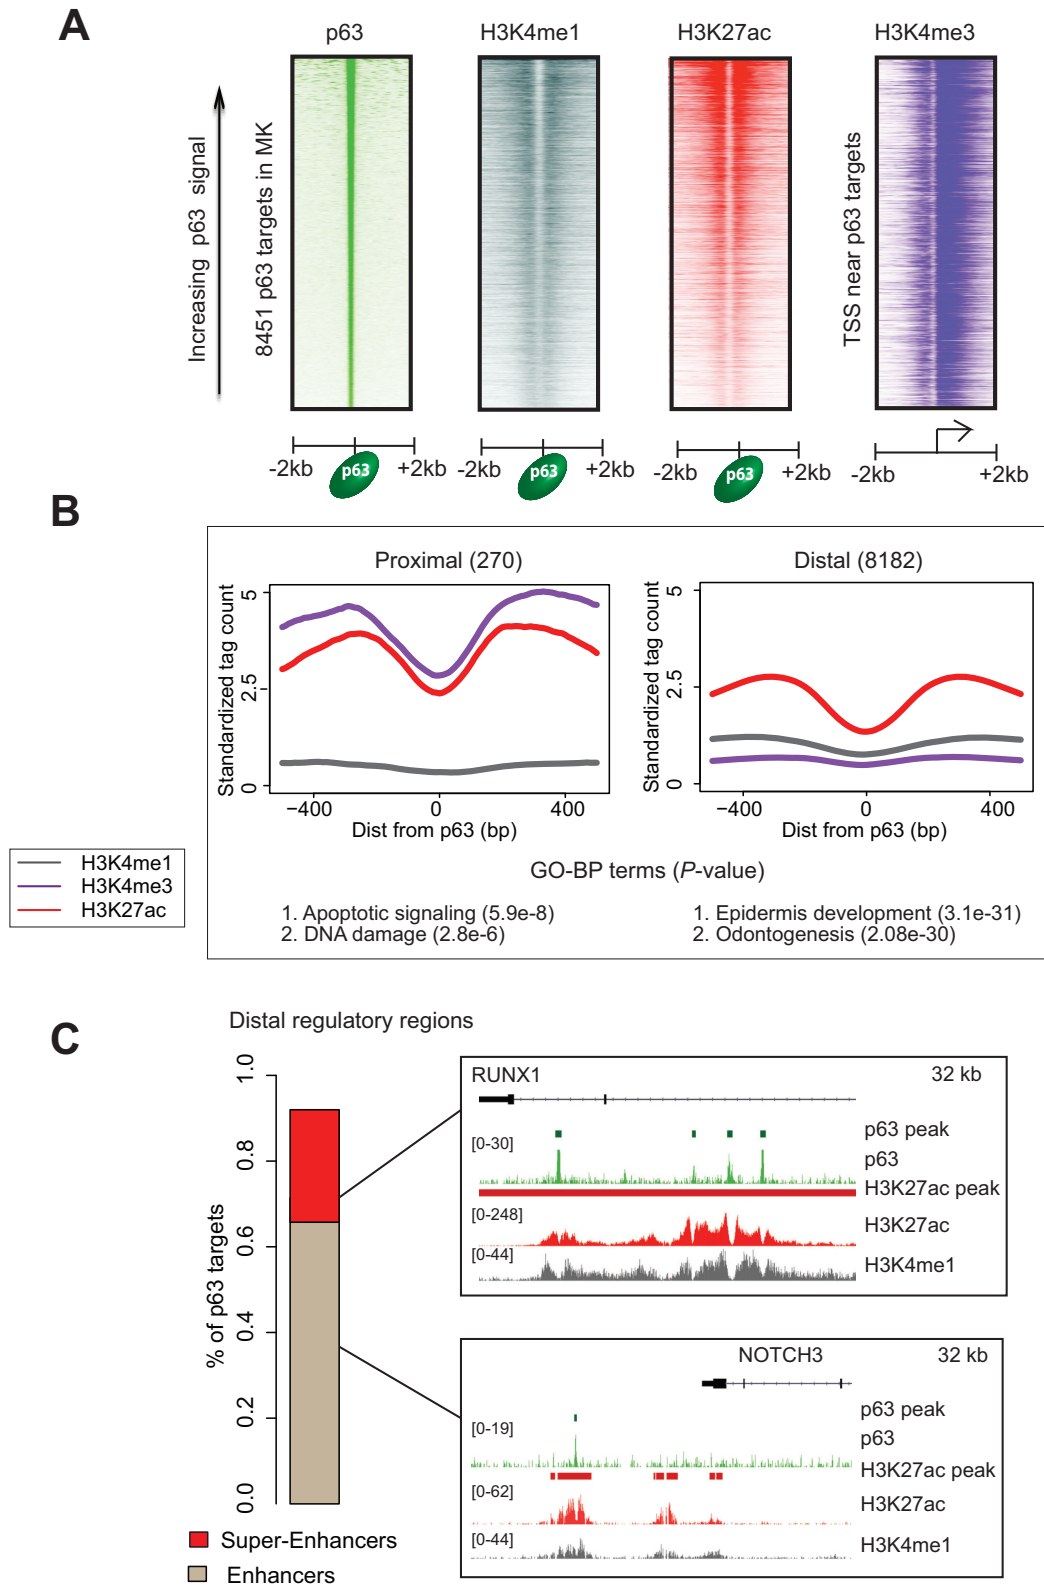 A
p63
H3K4me1
H3K27ac
H3K4me3
Increasing p63 signal
8451 p63 targets in MK
TSS near p63 targets
-2kb p63 +2kb
-2kb p63 +2kb
-2kb p63 +2kb
-2kb +2kb
B
Proximal (270)
Standardized tag count
5
2.5
0
−400 0 400
Dist from p63 (bp)
Distal (8182)
Standardized tag count
5
2.5
0
−400 0 400
Dist from p63 (bp)
H3K4me1
H3K4me3
H3K27ac
GO-BP terms (P-value)
1. Apoptotic signaling (5.9e-8)
2. DNA damage (2.8e-6)
1. Epidermis development (3.1e-31)
2. Odontogenesis (2.08e-30)
C
Distal regulatory regions
% of p63 targets
1.0
0.8
0.6
0.4
0.2
0.0
Super-Enhancers
Enhancers
RUNX1 32 kb
p63 peak
[0-30] p63
H3K27ac peak
[0-248] H3K27ac
[0-44] H3K4me1
NOTCH3 32 kb
p63 peak
[0-19] p63
H3K27ac peak
[0-62] H3K27ac
[0-44] H3K4me1